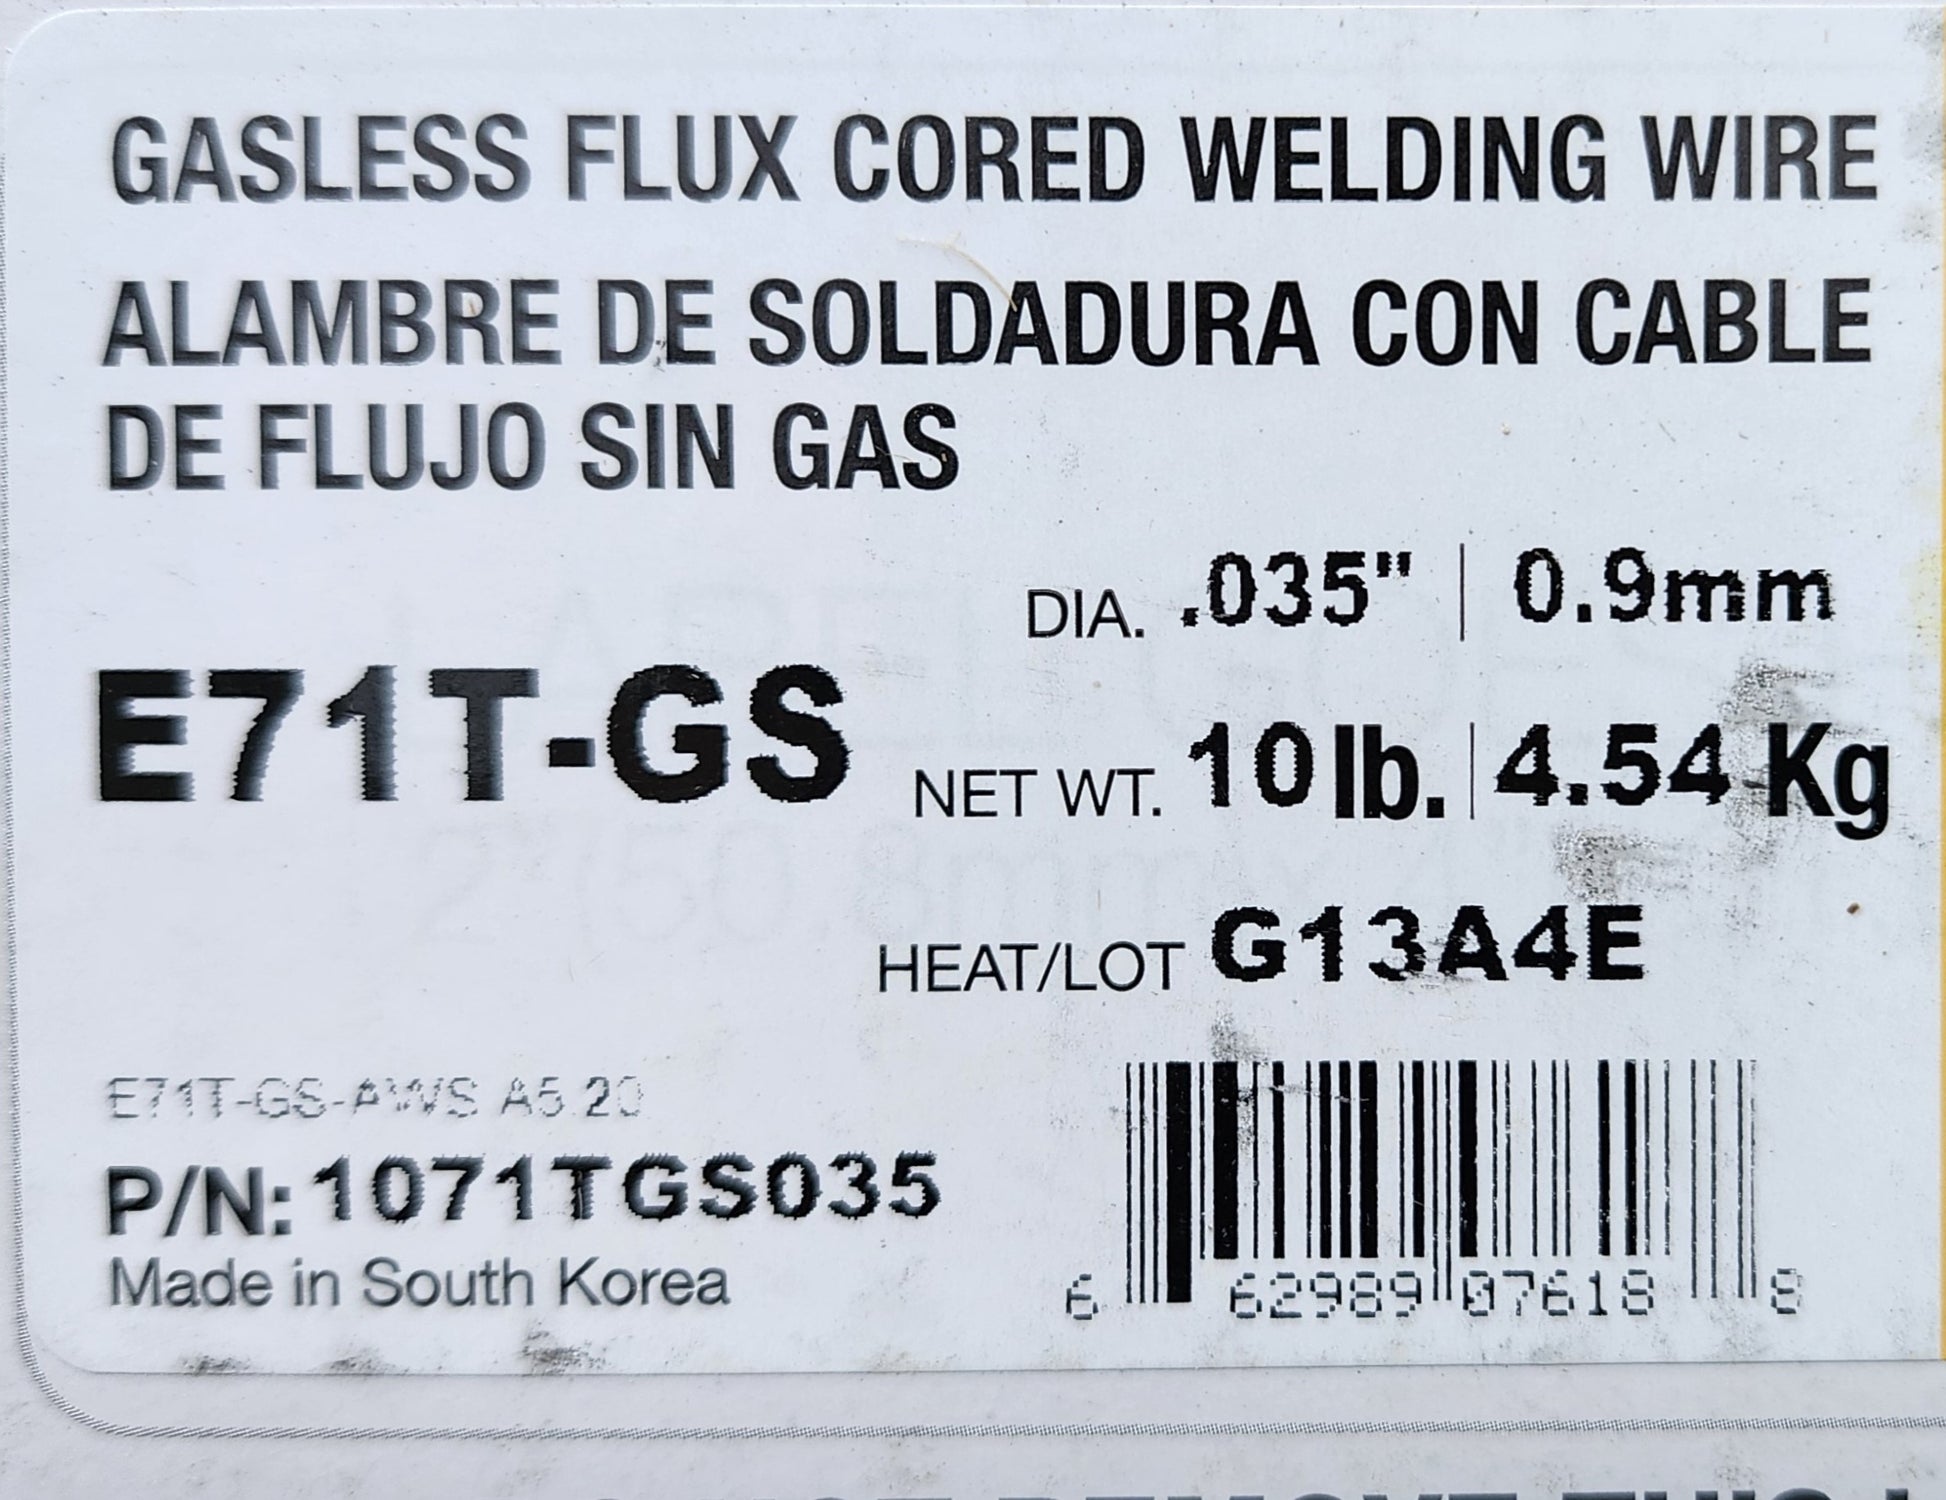 GASLESS FLUX CORED WELDING WIRE
ALAMBRE DE SOLDADURA CON CABLE
DE FLUJO SIN GAS
DIA. .035" | 0.9mm
E71T-GS
NET WT. 10 lb. | 4.54 Kg
HEAT/LOT G13A4E
E71T-GS-AWS A5.20
P/N: 1071TGS035
Made in South Korea
6 62989 07618 8